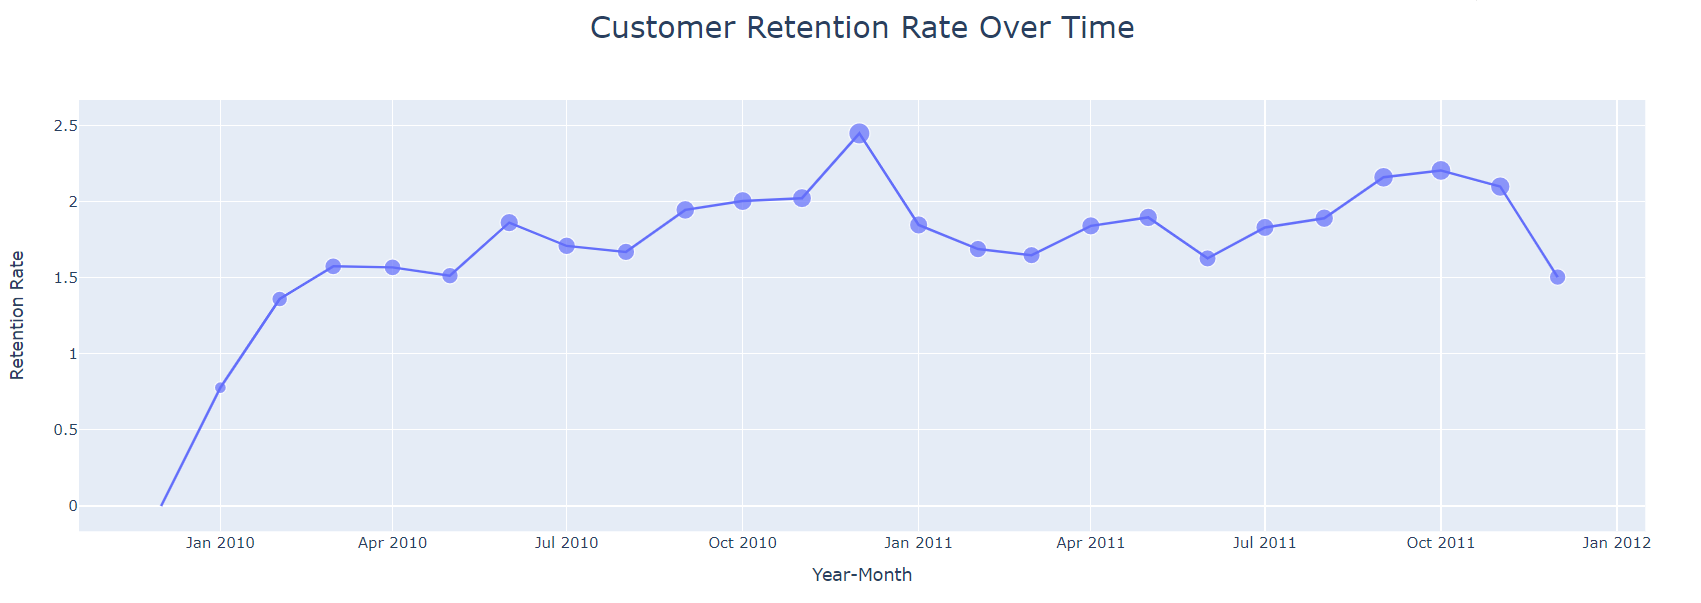 Customer Retention Rate Over Time
Retention Rate
2.5
2
1.5
1
0.5
0
Jan 2010 Apr 2010 Jul 2010 Oct 2010 Jan 2011 Apr 2011 Jul 2011 Oct 2011 Jan 2012
Year-Month